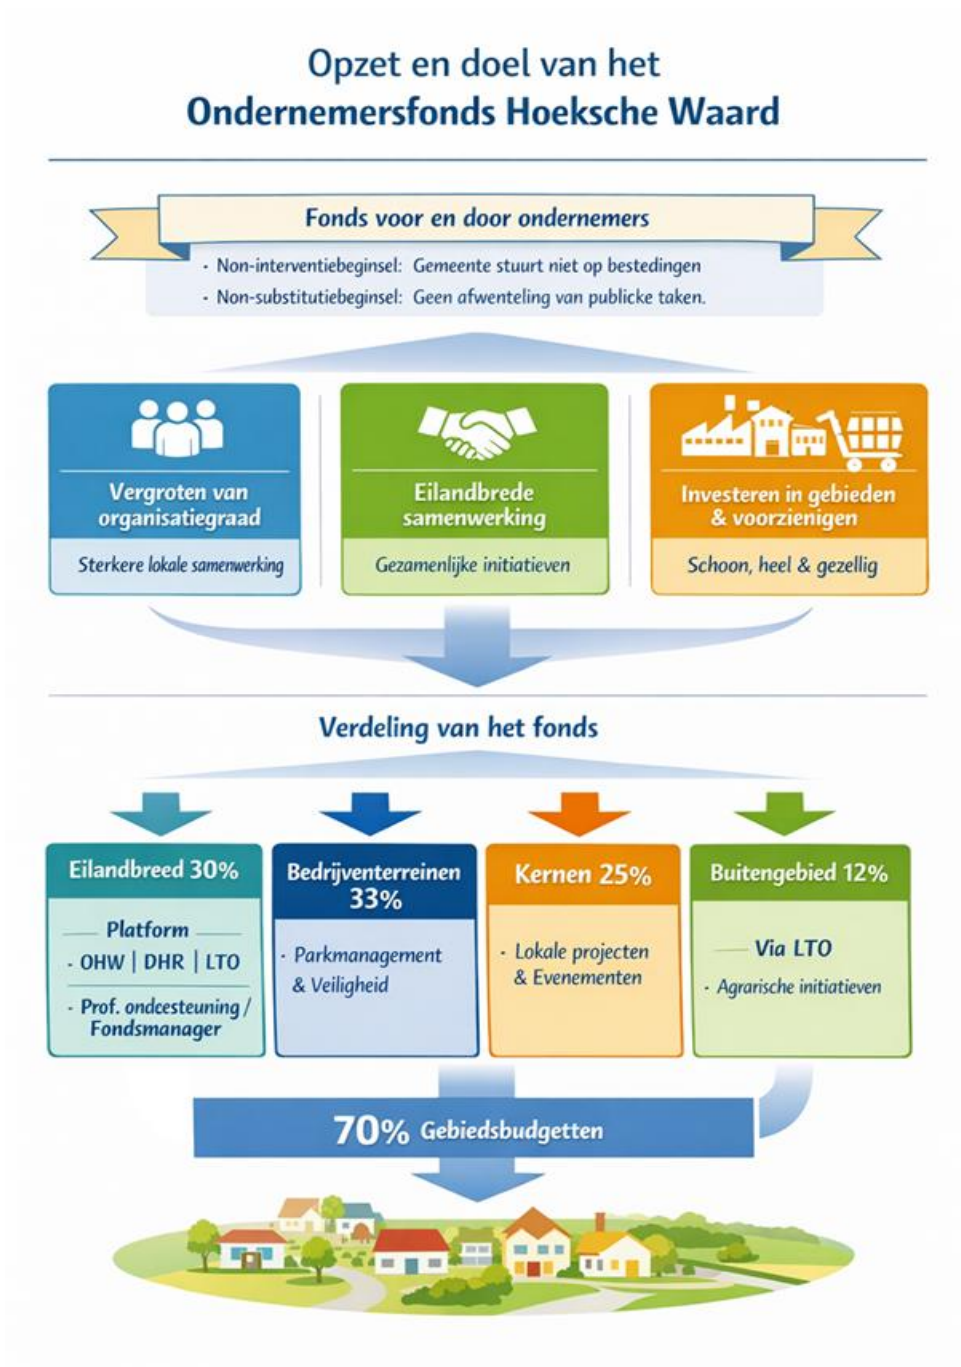 Opzet en doel van het
Ondernemersfonds Hoeksche Waard
Fonds voor en door ondernemers
· Non-interventiebeginsel: Gemeente stuurt niet op bestedingen
· Non-substitutiebeginsel: Geen afwenteling van publicke taken.
Vergroten van
organisatiegraad
Sterkere lokale samenwerking
Eilandbrede
samenwerking
Gezamenlijke initiatieven
Investeren in gebieden
& voorzienigen
Schoon, heel & gezellig
Verdeling van het fonds
Eilandbreed 30%
Platform
· OHW | DHR | LTO
· Prof. ondcesteuning /
Fondsmanager
Bedrijventerreinen
33%
· Parkmanagement
& Veiligheid
Kernen 25%
· Lokale projecten
& Evenementen
Buitengebied 12%
Via LTO
· Agrarische initiatieven
70% Gebiedsbudgetten